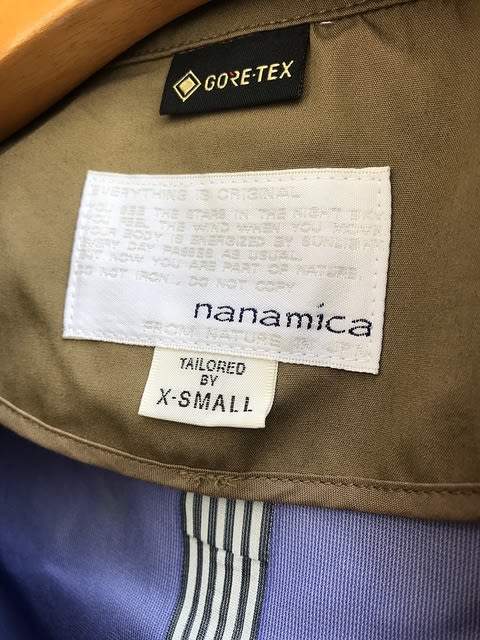 GORE-TEX
EVERYTHING IS ORIGINAL
YOU SEE THE STARS IN THE NIGHT SKY
THE WIND WHEN YOU
YOUR BODY IS ENERGIZED BY SUNLIGHT
EVERY DAY PASSES AS USUAL.
BUT NOW YOU ARE PART OF NATURE.
DO NOT IRON. DO NOT COPY
nanamica
FROM NATURE
TAILORED
BY
X-SMALL